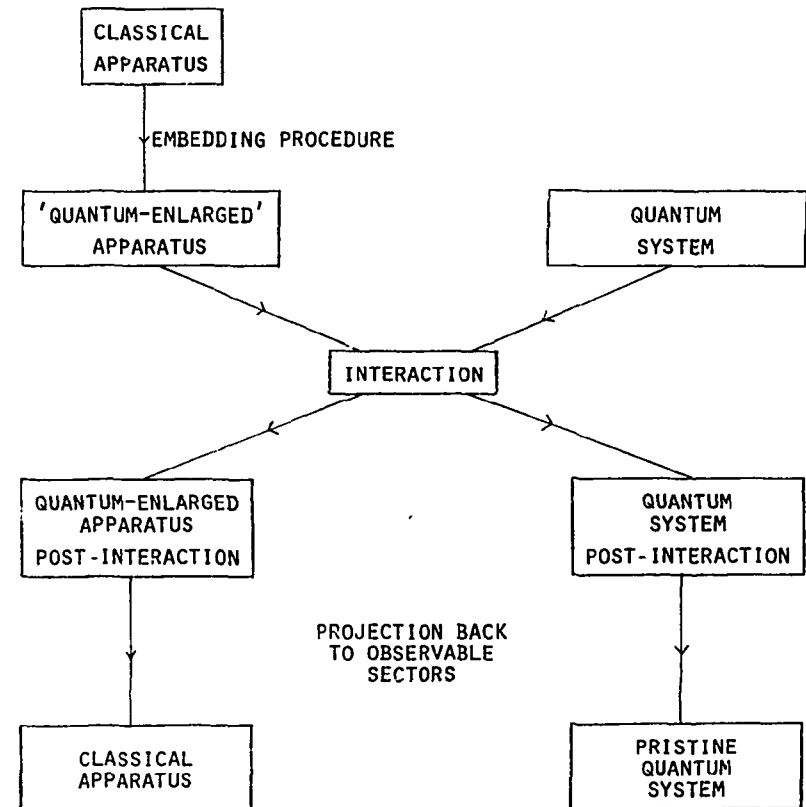 CLASSICAL
APPARATUS
EMBEDDING PROCEDURE
'QUANTUM-ENLARGED'
APPARATUS
QUANTUM
SYSTEM
INTERACTION
QUANTUM-ENLARGED
APPARATUS
POST-INTERACTION
QUANTUM
SYSTEM
POST-INTERACTION
PROJECTION BACK
TO OBSERVABLE
SECTORS
CLASSICAL
APPARATUS
PRISTINE
QUANTUM
SYSTEM